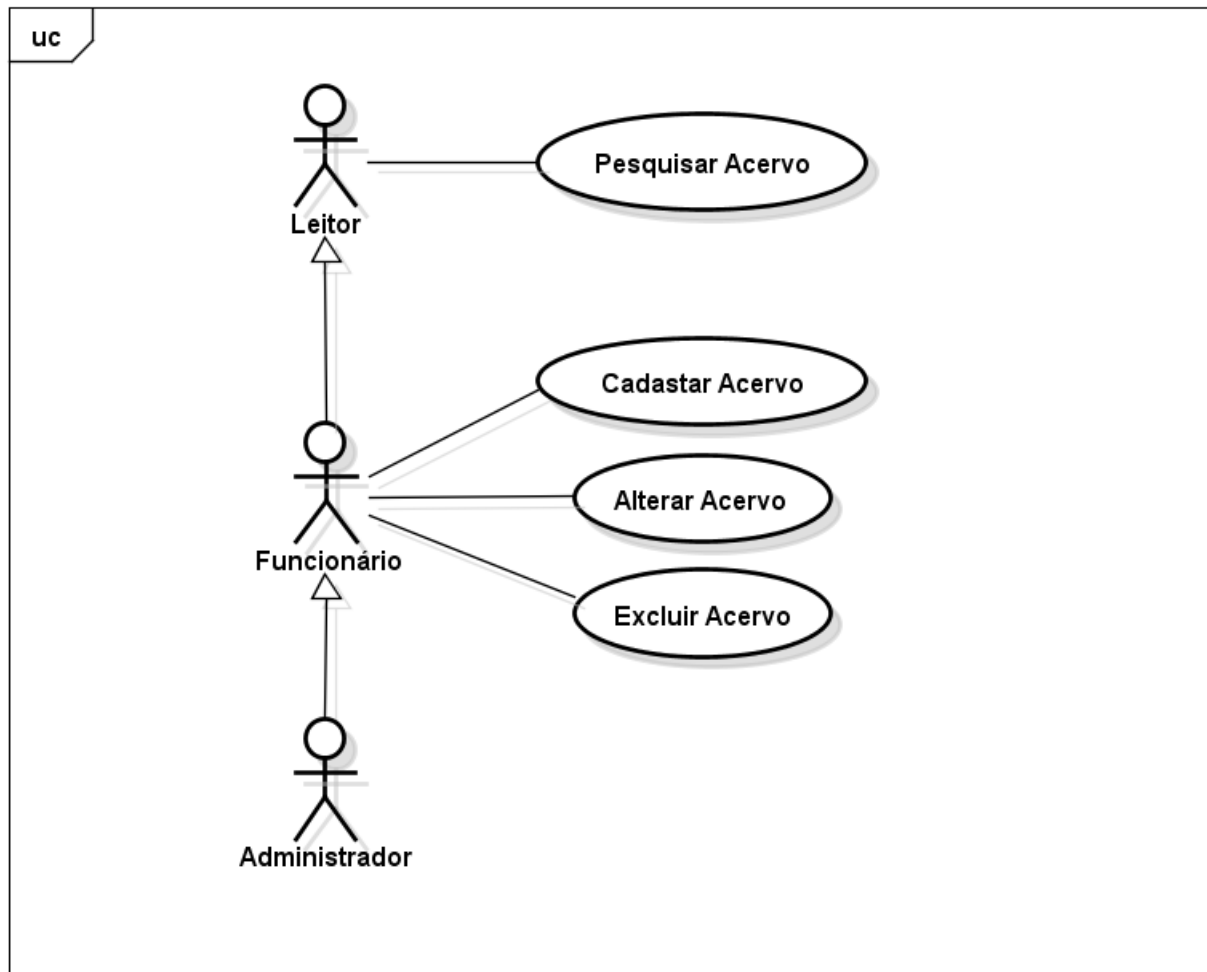 uc
Leitor
Pesquisar Acervo
Funcionário
Cadastar Acervo
Alterar Acervo
Excluir Acervo
Administrador